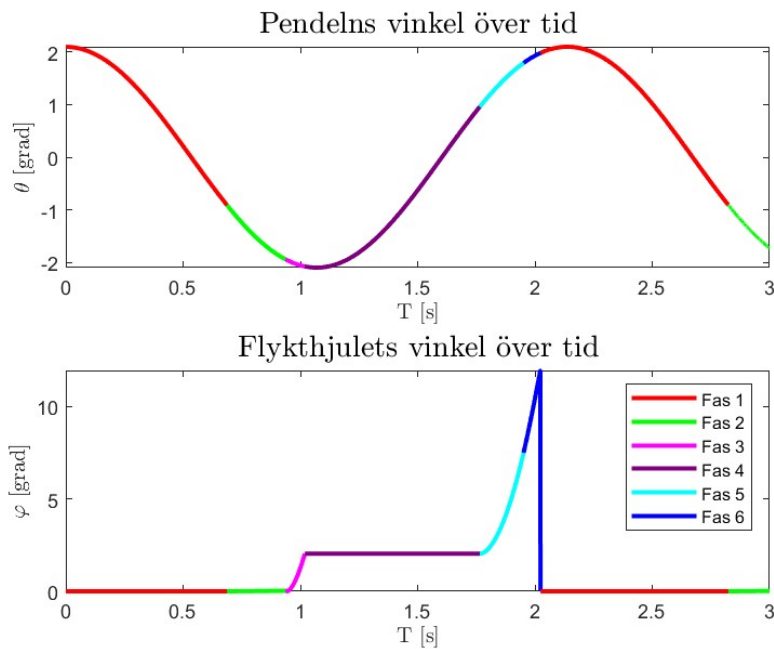 Pendelns vinkel över tid
θ [grad]
2
1
0
-1
-2
0 0.5 1 1.5 2 2.5 3
T [s]
Flykthjulets vinkel över tid
φ [grad]
10
5
0
Fas 1
Fas 2
Fas 3
Fas 4
Fas 5
Fas 6
0 0.5 1 1.5 2 2.5 3
T [s]